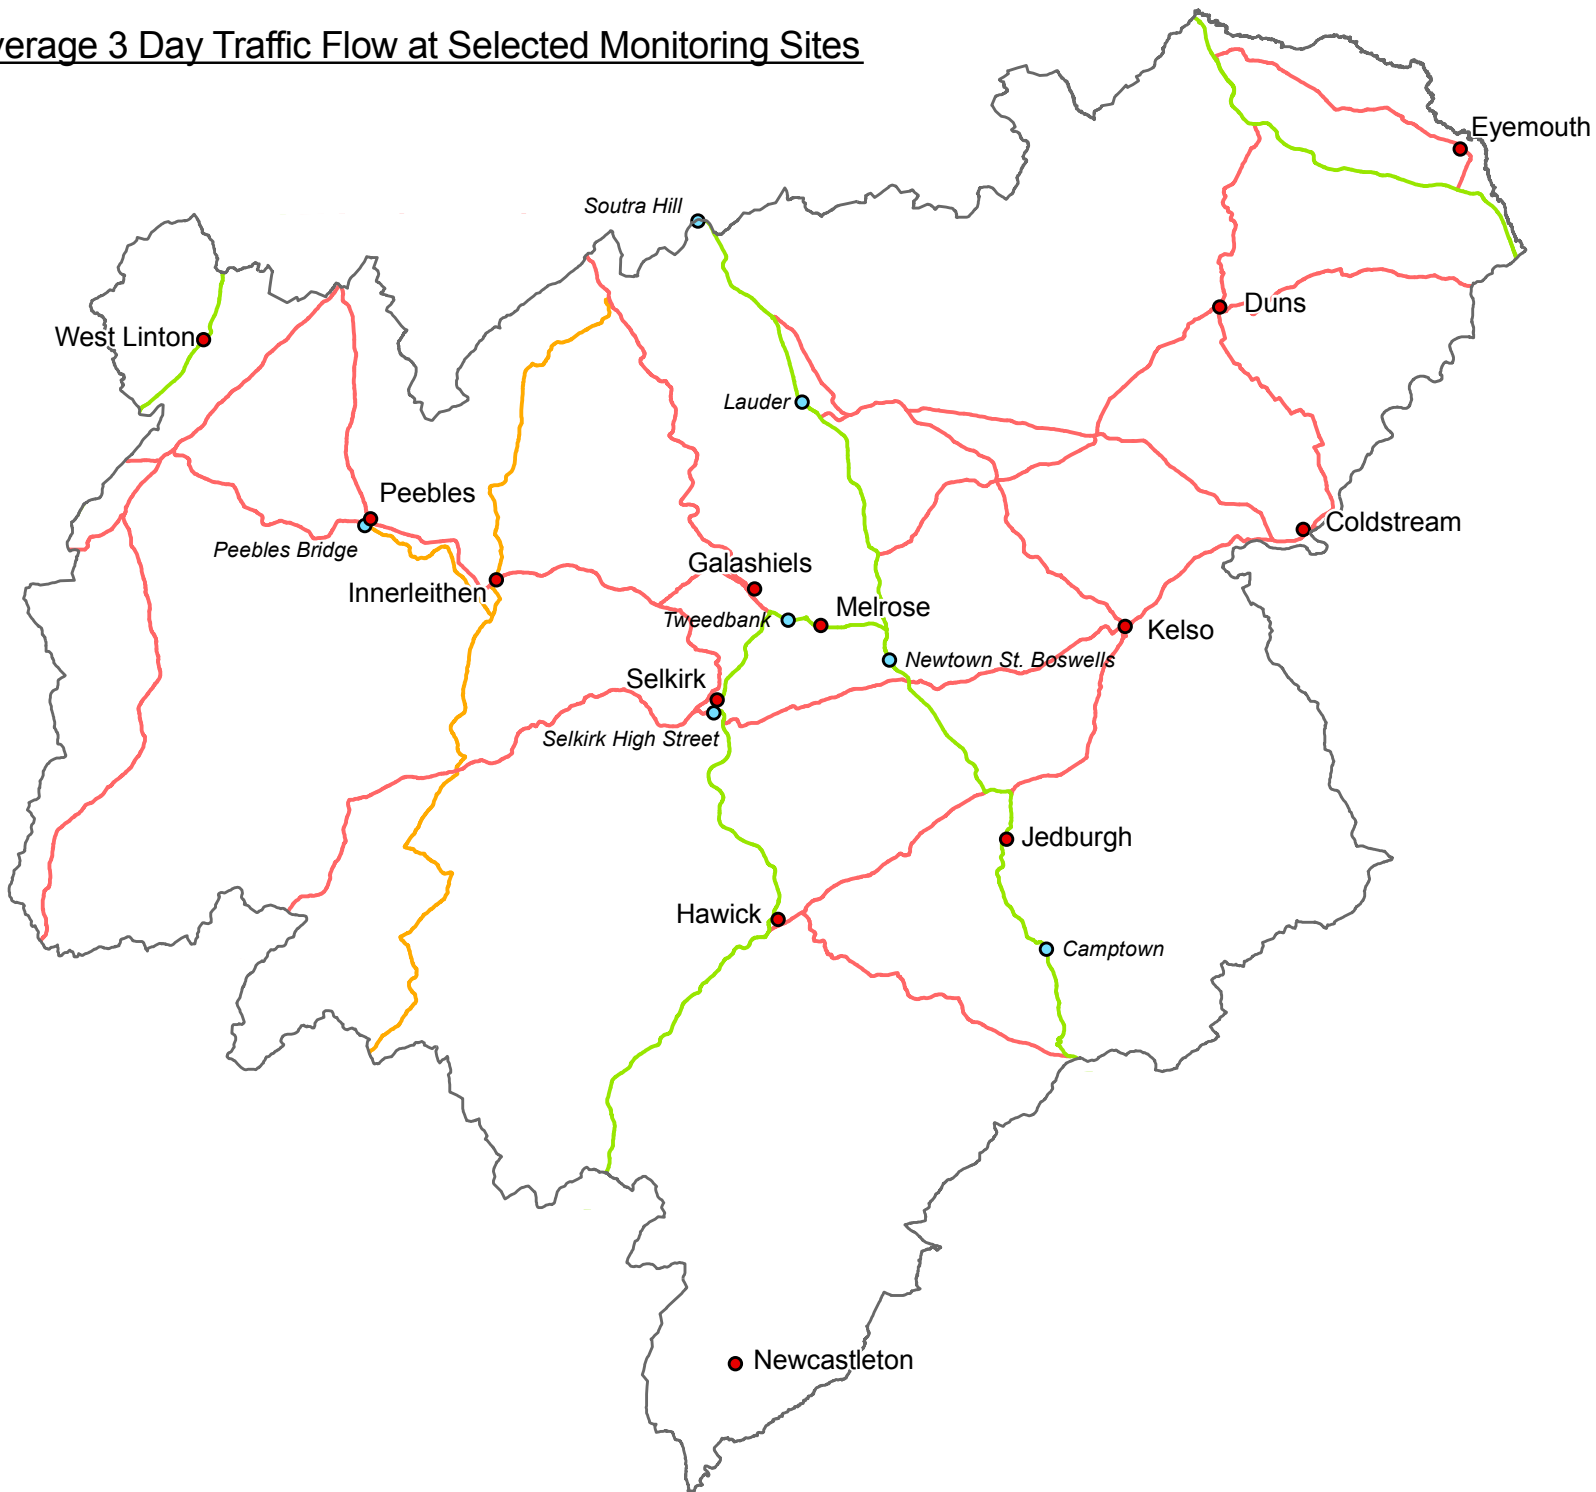 verage 3 Day Traffic Flow at Selected Monitoring Sites
Eyemouth
Soutra Hill
Duns
West Linton
Lauder
Peebles
Coldstream
Peebles Bridge
Galashiels
Innerleithen
Melrose
Tweedbank
Kelso
Newtown St. Boswells
Selkirk
Selkirk High Street
Jedburgh
Hawick
Camptown
Newcastleton